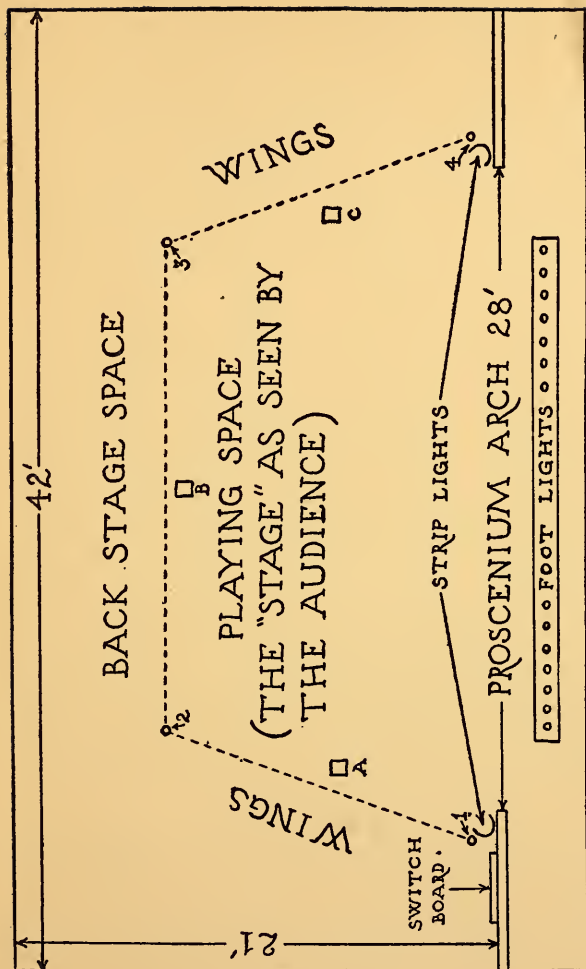 42'
BACK STAGE SPACE
2
3
B
WINGS
PLAYING SPACE
(THE "STAGE" AS SEEN BY
THE AUDIENCE)
WINGS
A
C
21'
SWITCH
BOARD.
1
STRIP LIGHTS
4
PROSCENIUM ARCH 28'
FOOT LIGHTS